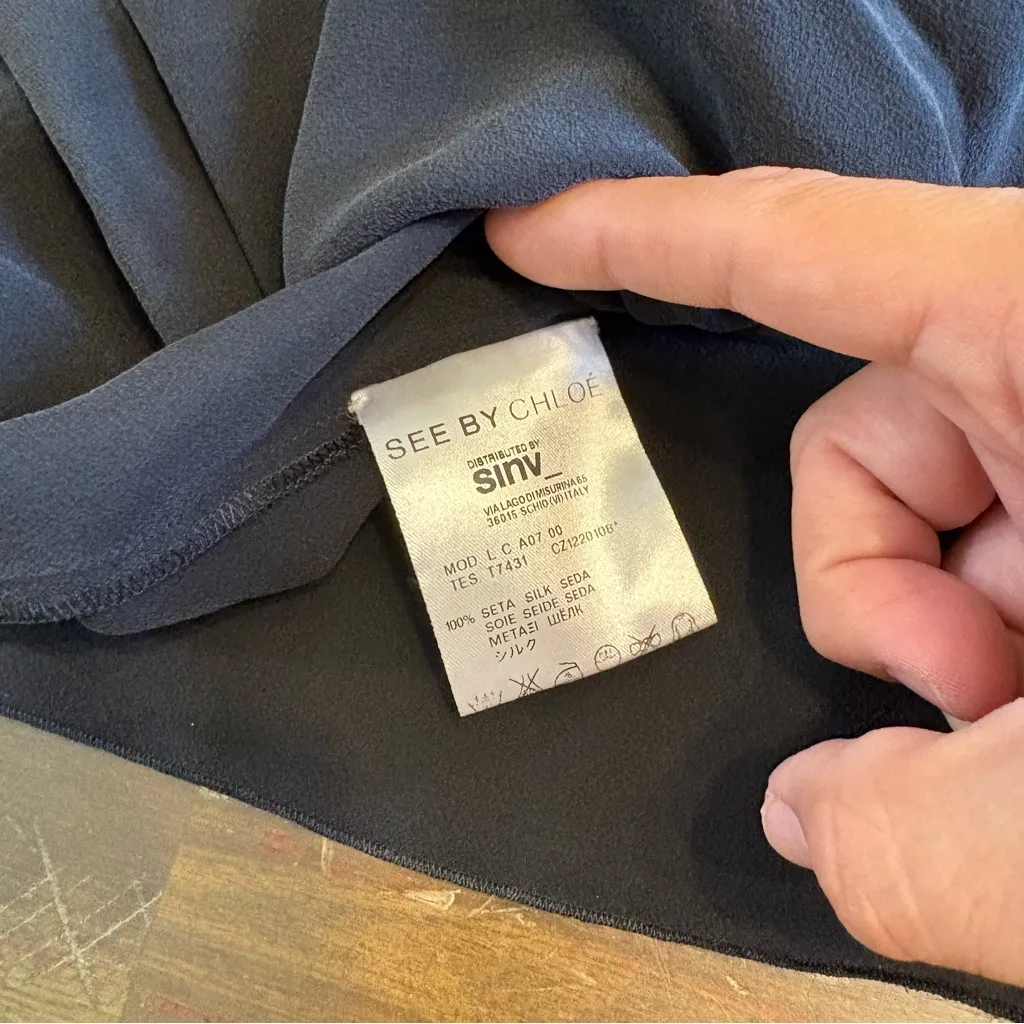 SEE BY CHLOÉ
DISTRIBUTED BY
sinv_
VIA LAGO DI MISURINA 65
36015 SCHIO (VI) ITALY
MOD L C A07 00
TES T7431 CZ1220108*
100% SETA SILK SEDA
SOIE SEIDE SEDA
ΜΕΤΑΞΙ ШЁЛК
シルク